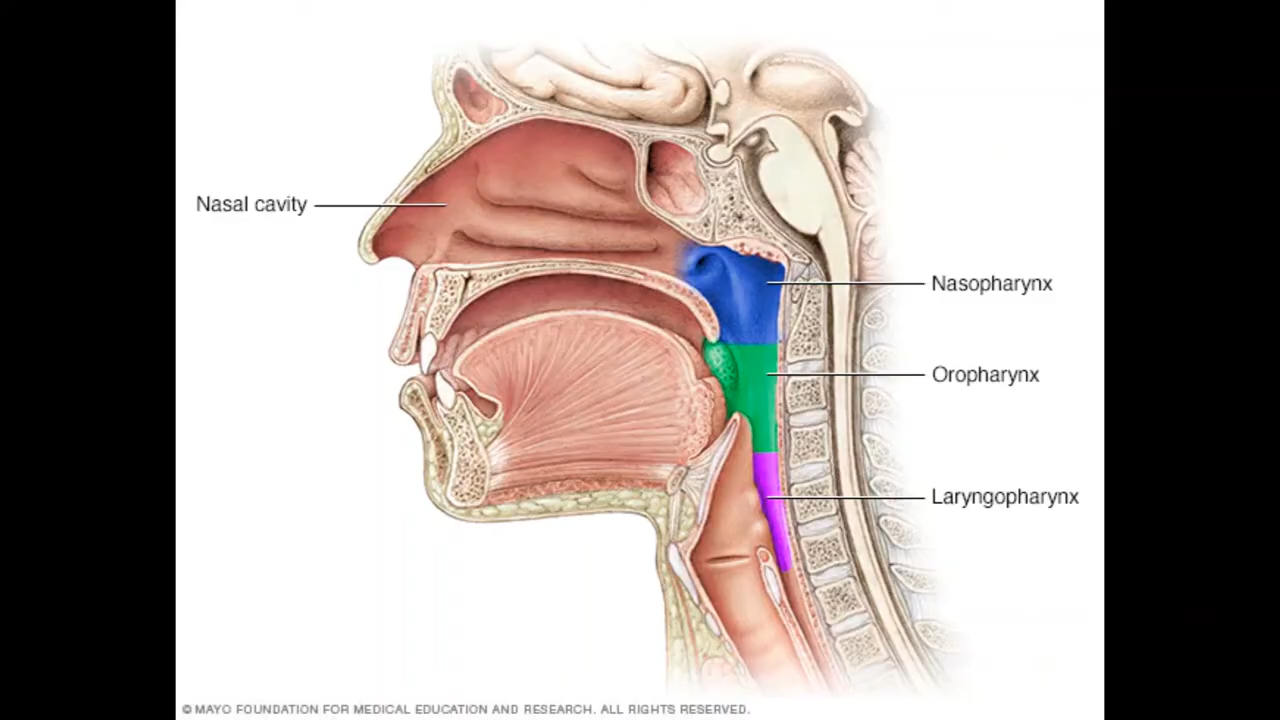 Nasal cavity
Nasopharynx
Oropharynx
Laryngopharynx
© MAYO FOUNDATION FOR MEDICAL EDUCATION AND RESEARCH. ALL RIGHTS RESERVED.